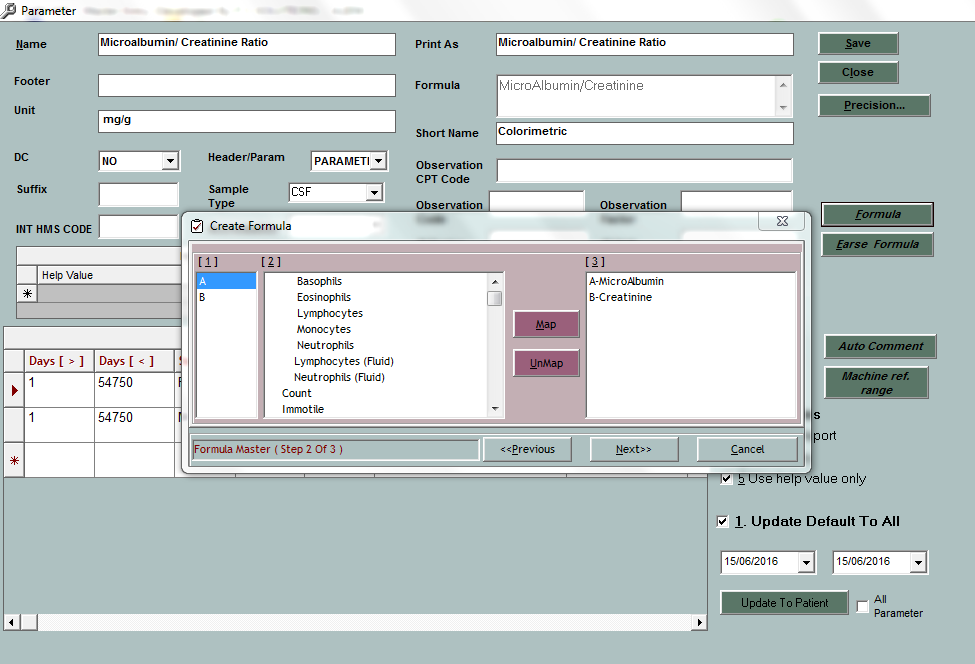 Parameter
Name
Microalbumin/ Creatinine Ratio
Print As
Microalbumin/ Creatinine Ratio
Save
Footer
Formula
MicroAlbumin/Creatinine
Close
Unit
mg/g
Precision...
Short Name
Colorimetric
DC
NO
Header/Param
PARAMETI
Observation
CPT Code
Suffix
Sample
Type
CSF
Observation
Code
Observation
Factor
Formula
INT HMS CODE
Earse Formula
Help Value
Create Formula
[ 1 ]
[ 2 ]
[ 3 ]
A
B
Basophils
Eosinophils
Lymphocytes
Monocytes
Neutrophils
Lymphocytes (Fluid)
Neutrophils (Fluid)
Count
Immotile
Map
UnMap
A-MicroAlbumin
B-Creatinine
Formula Master ( Step 2 Of 3 )
<<Previous
Next>>
Cancel
Days [ > ]
Days [ < ]
1
54750
1
54750
Auto Comment
Machine ref.
range
s
port
5 Use help value only
1. Update Default To All
15/06/2016
15/06/2016
Update To Patient
All
Parameter